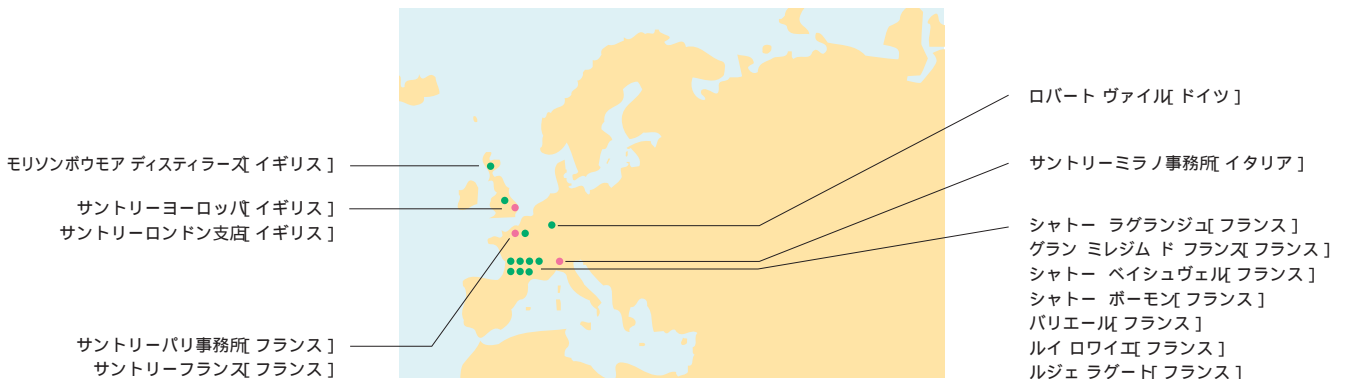 モリソンボウモア ディスティラーズ[ イギリス ]
サントリーヨーロッパ[ イギリス ]
サントリーロンドン支店[ イギリス ]
サントリーパリ事務所[ フランス ]
サントリーフランス[ フランス ]
ロバート ヴァイル[ ドイツ ]
サントリーミラノ事務所[ イタリア ]
シャトー ラグランジュ[ フランス ]
グラン ミレジム ド フランス[ フランス ]
シャトー ベイシュヴェル[ フランス ]
シャトー ボーモン[ フランス ]
バリエール[ フランス ]
ルイ ロワイエ[ フランス ]
ルジェ ラグート[ フランス ]